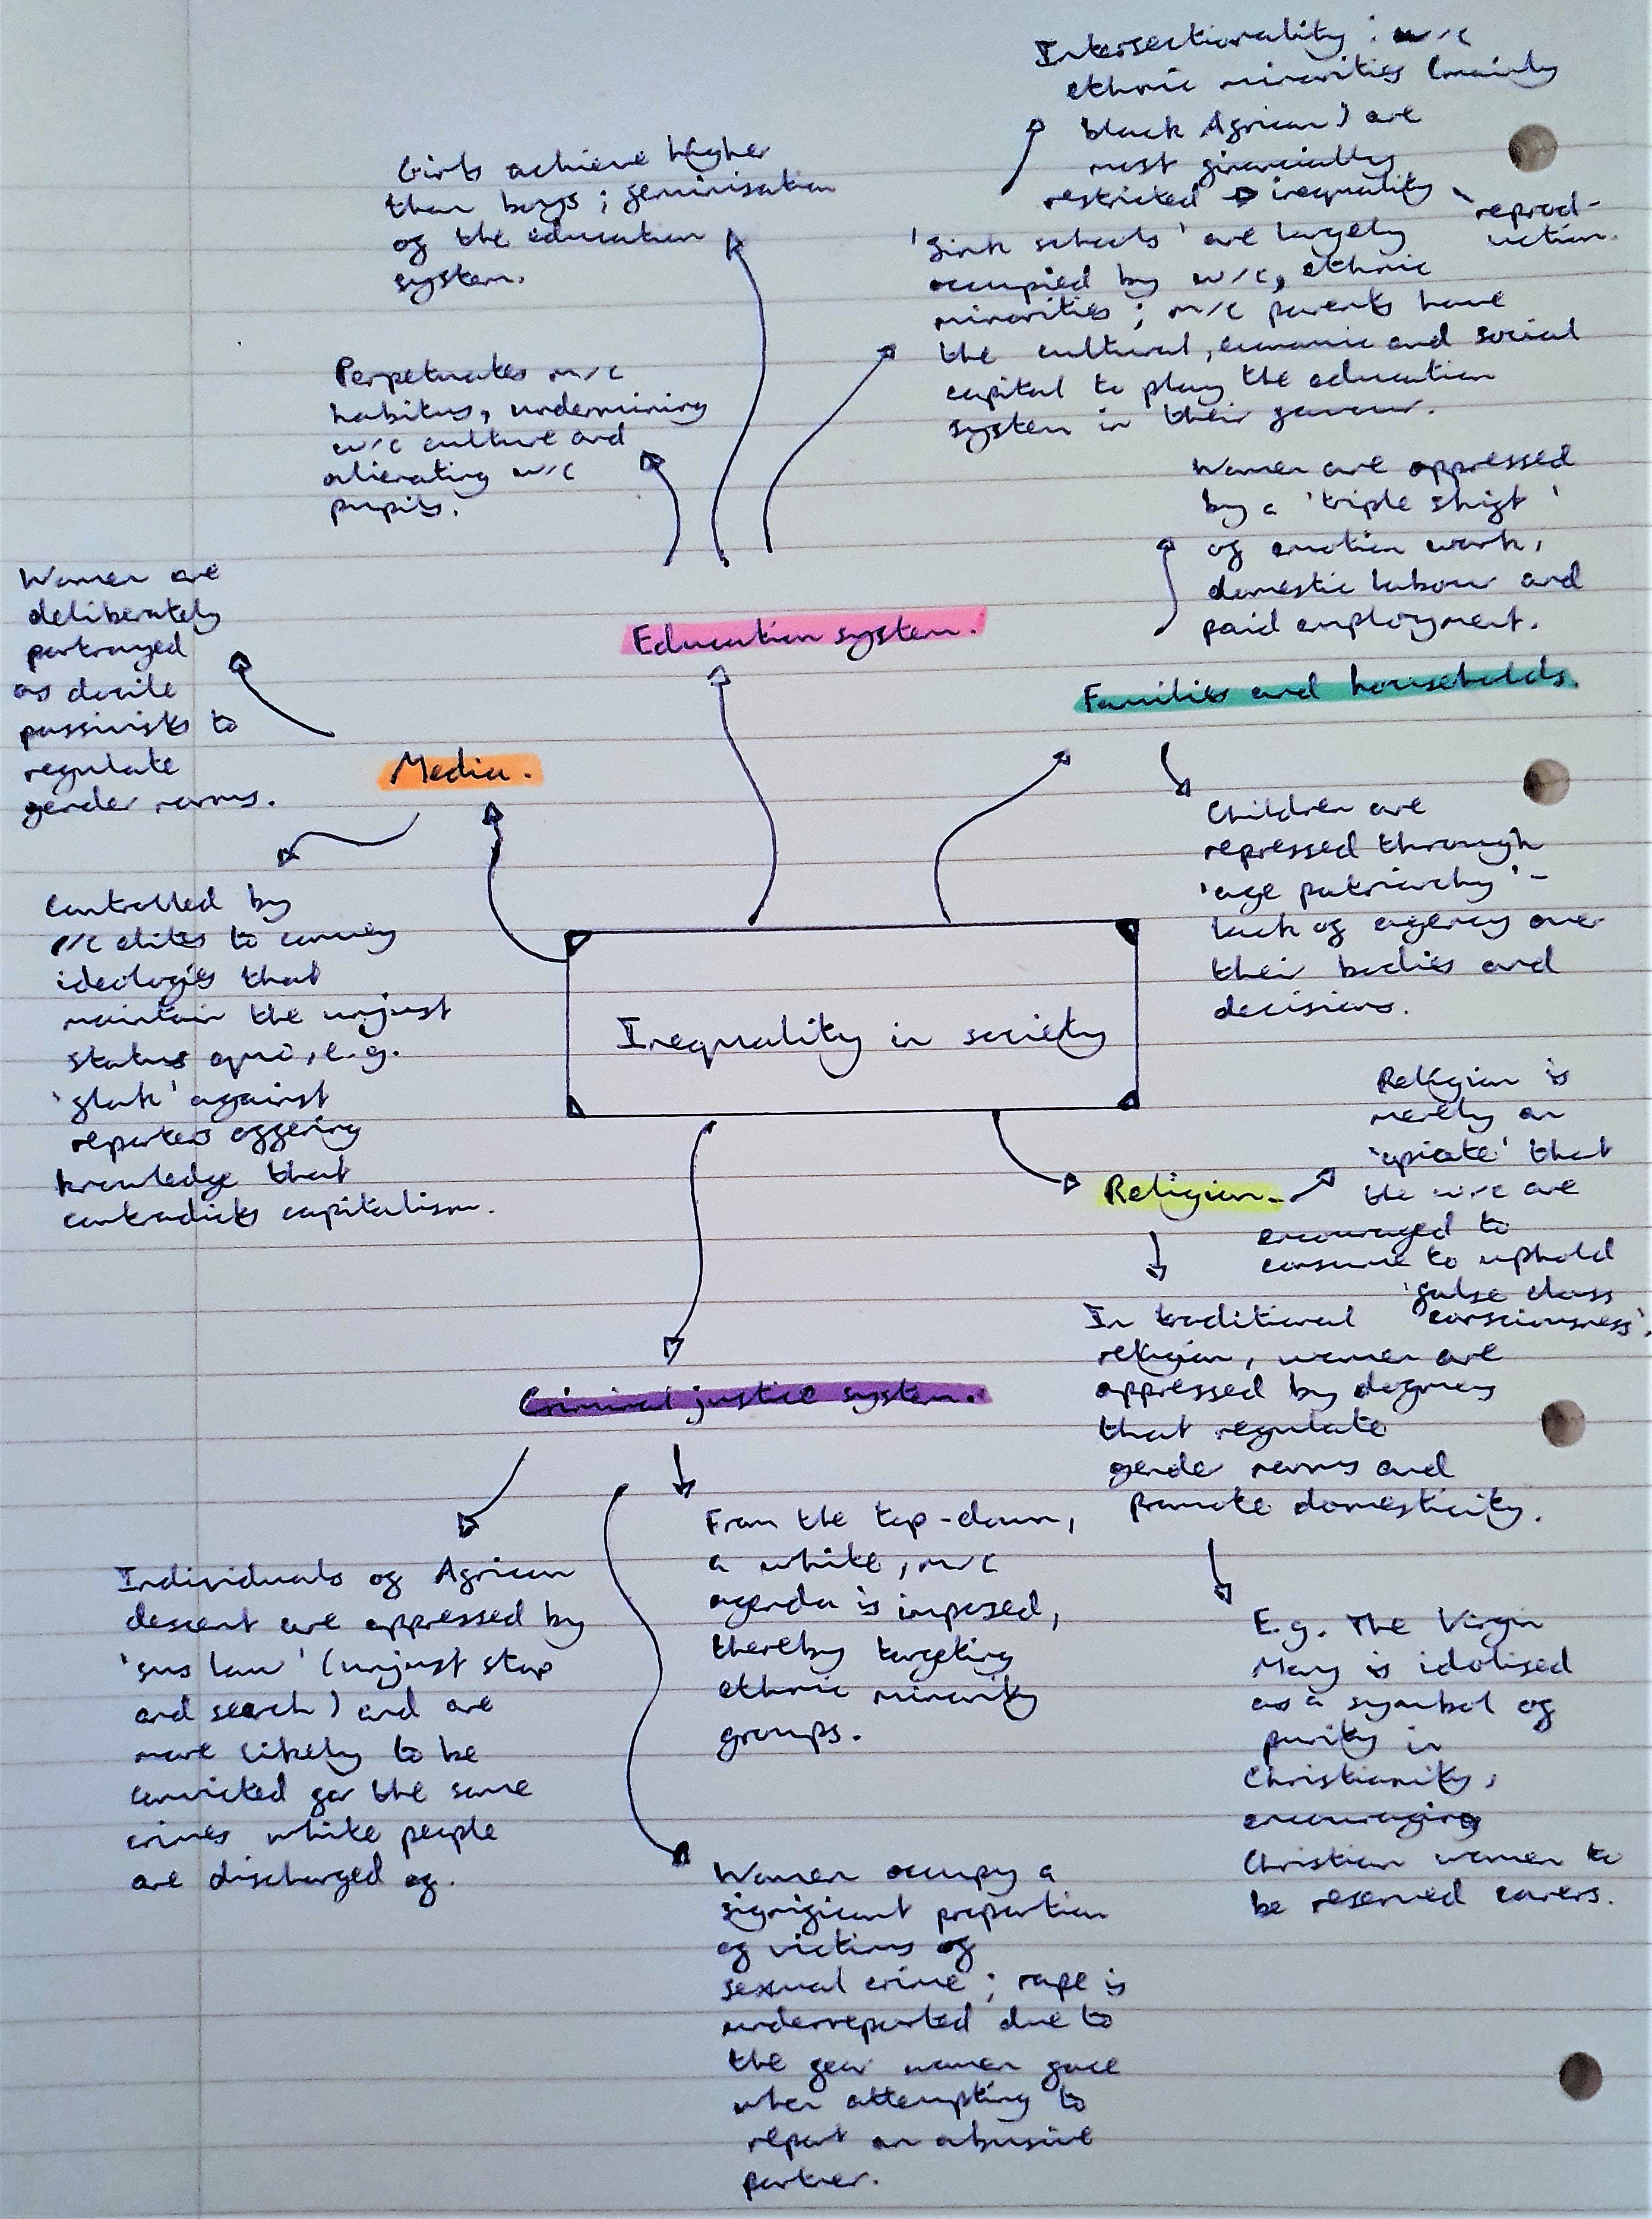 Intersectionality : w/c
ethnic minorities (mainly
black African) are
most financially
restricted → inequality
reprod-
uction.
Girls achieve higher
than boys ; feminisation
of the education
system.
'Sink schools' are largely
occupied by w/c, ethnic
minorities ; m/c parents have
the cultural, economic and social
capital to play the education
system in their favour.
Perpetuates m/c
habitus, undermining
w/c culture and
alienating w/c
pupils.
Education system.
Women are oppressed
by a 'triple shift'
of emotion work,
domestic labour and
paid employment.
Families and households.
Children are
repressed through
'age patriarchy' -
lack of agency over
their bodies and
decisions.
Women are
deliberately
portrayed
as docile
passivists to
regulate
gender norms.
Media.
Controlled by
r/c elites to convey
ideologies that
maintain the unjust
status quo, e.g.
'flak' against
reporters offering
knowledge that
contradicts capitalism.
Inequality in society
Religion.
Religion is
merely an
'opiate' that
the w/c are
encouraged to
consume to uphold
'false class
consciousness'.
In traditional
religion, women are
oppressed by dogmas
that regulate
gender norms and
promote domesticity.
E.g. The Virgin
Mary is idolised
as a symbol of
purity in
Christianity,
encouraging
Christian women to
be reserved carers.
Criminal justice system.
Individuals of African
descent are oppressed by
'sus law' (unjust stop
and search) and are
more likely to be
convicted for the same
crimes white people
are discharged of.
From the top-down,
a white, m/c
agenda is imposed,
thereby targeting
ethnic minority
groups.
Women occupy a
significant proportion
of victims of
sexual crime ; rape is
underreported due to
the fear women face
when attempting to
report an abusive
partner.